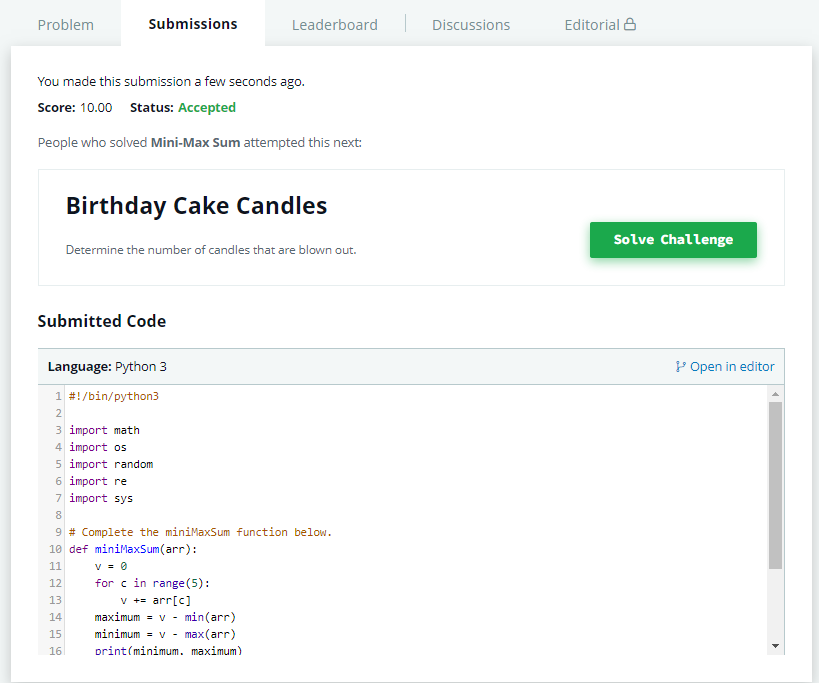 Problem
Submissions
Leaderboard
Discussions
Editorial
You made this submission a few seconds ago.
Score: 10.00 Status: Accepted
People who solved Mini-Max Sum attempted this next:
Birthday Cake Candles
Determine the number of candles that are blown out.
Solve Challenge
Submitted Code
Language: Python 3
Open in editor
1 #!/bin/python3
2
3 import math
4 import os
5 import random
6 import re
7 import sys
8
9 # Complete the miniMaxSum function below.
10 def miniMaxSum(arr):
11     v = 0
12     for c in range(5):
13         v += arr[c]
14     maximum = v - min(arr)
15     minimum = v - max(arr)
16     print(minimum, maximum)